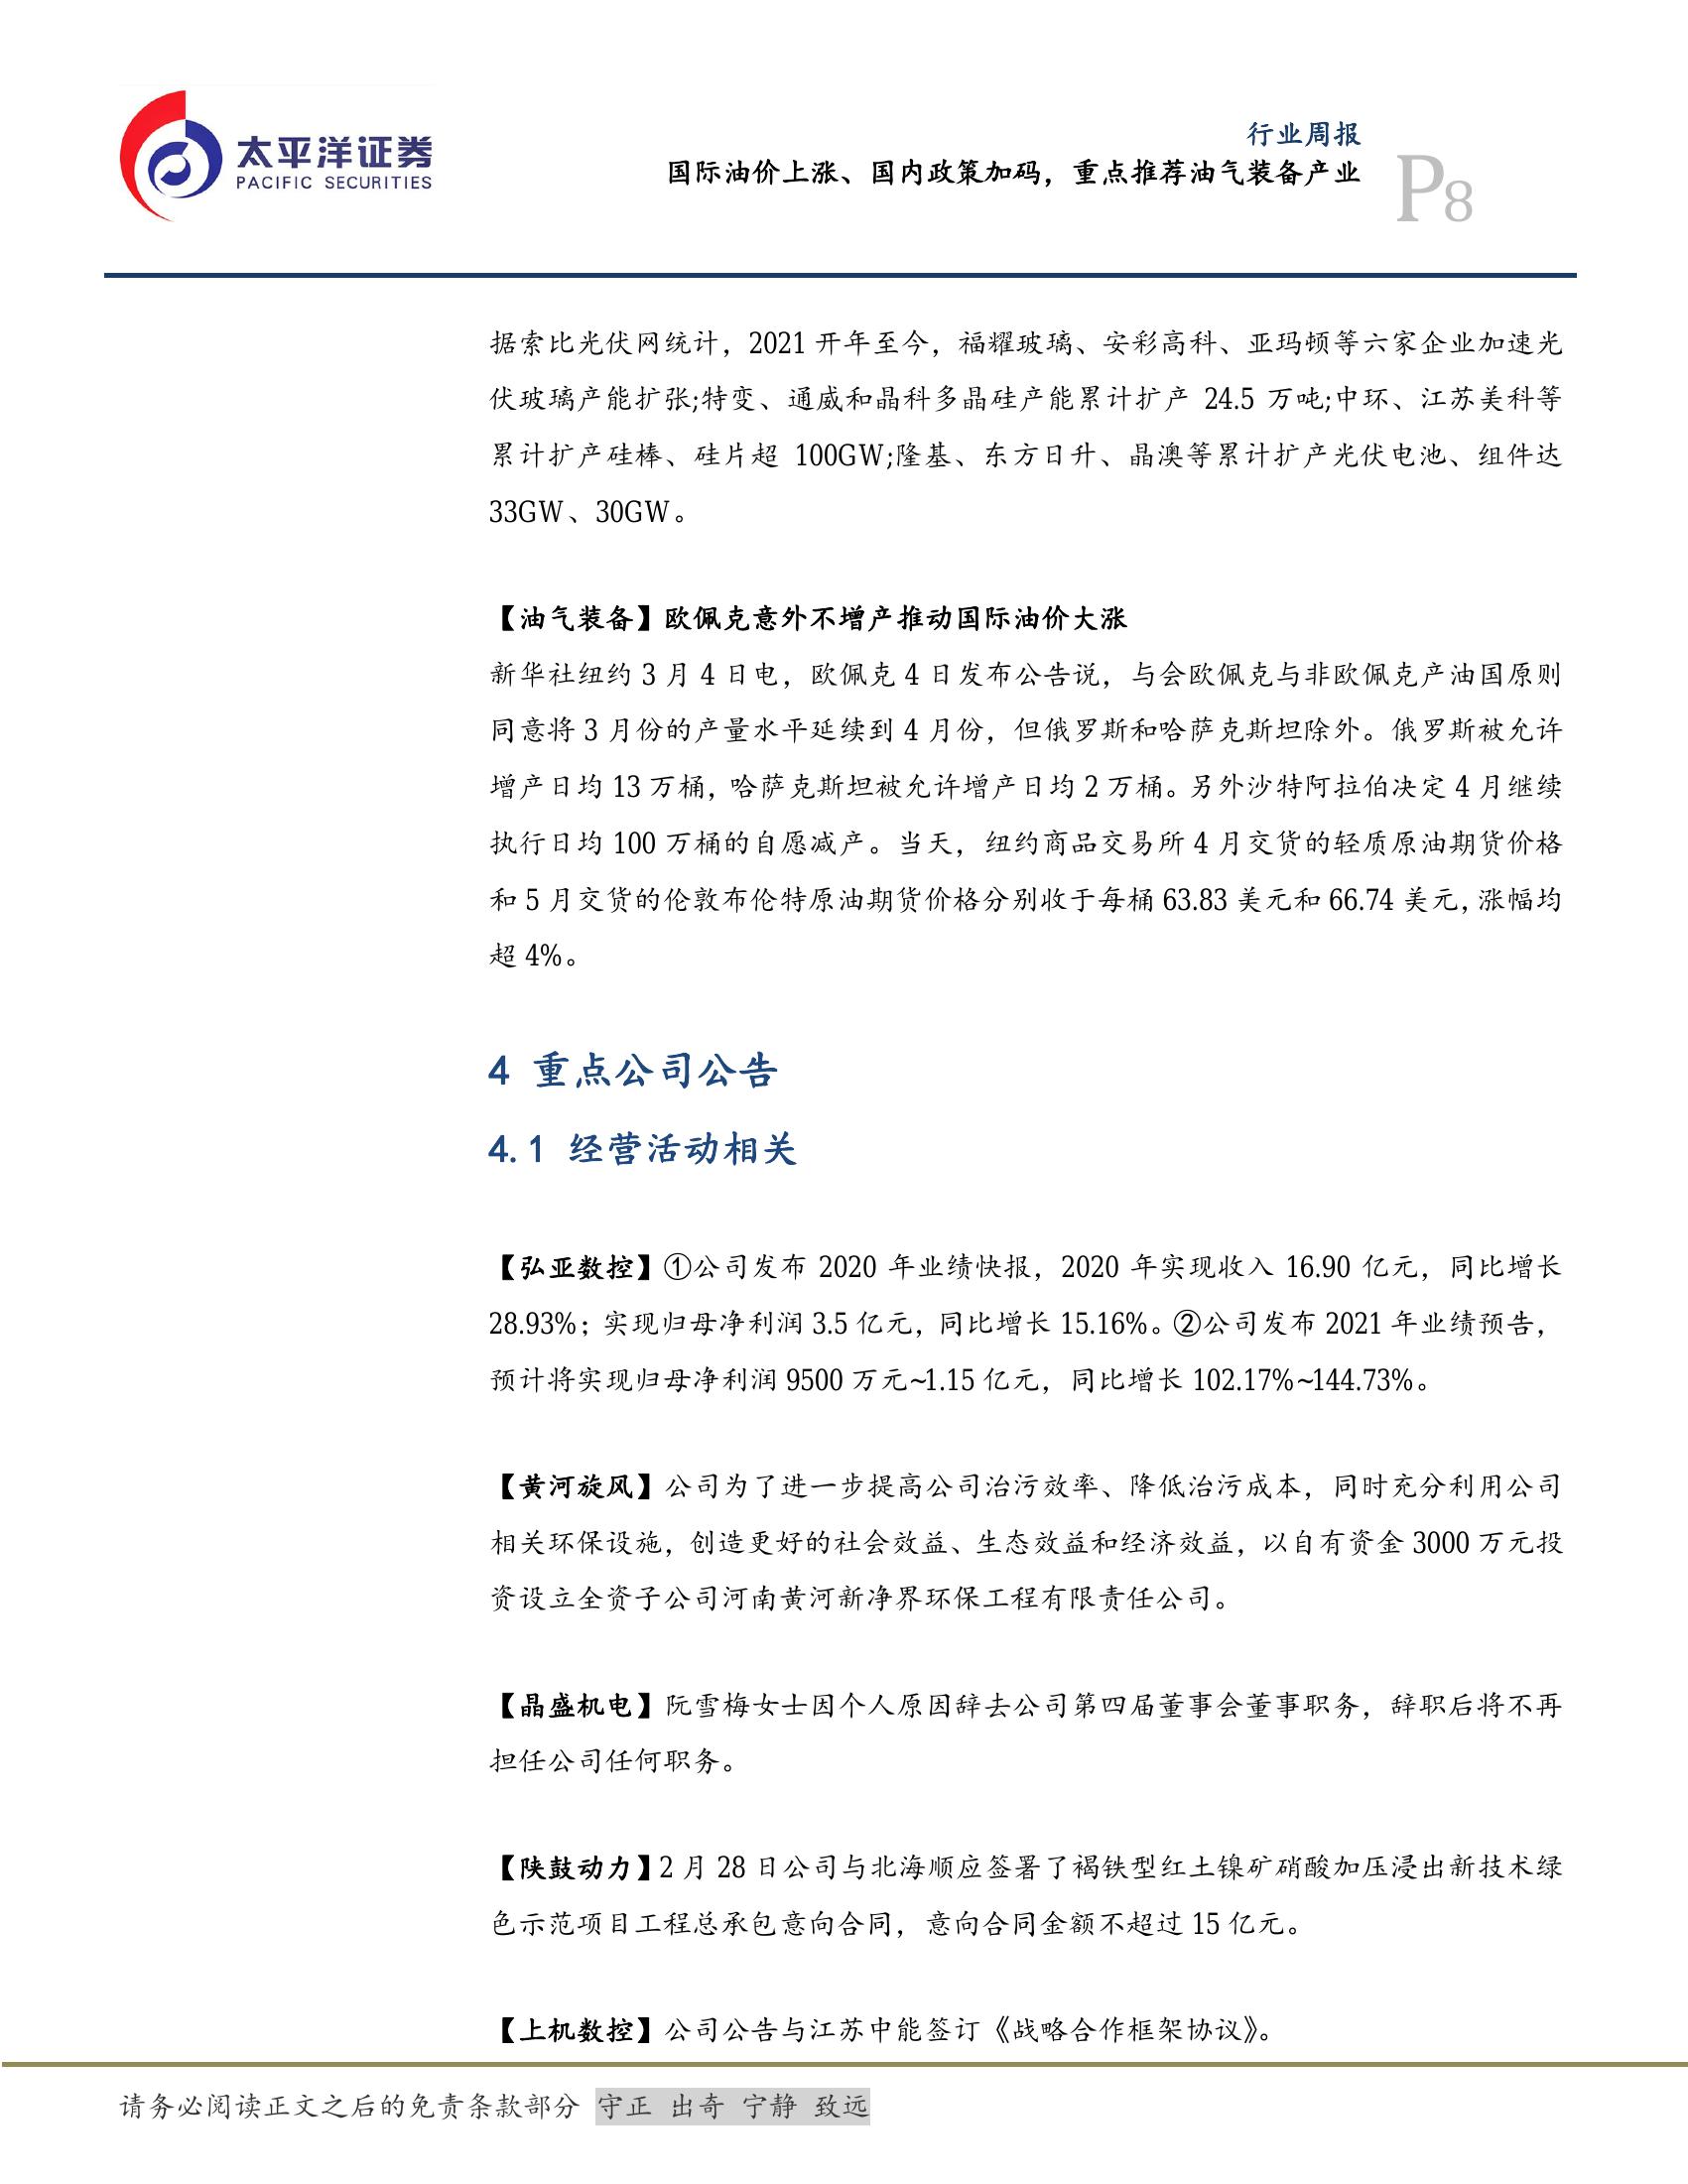 太平洋证券
PACIFIC SECURITIES
行业周报
国际油价上涨、国内政策加码，重点推荐油气装备产业
P8
据索比光伏网统计，2021 开年至今，福耀玻璃、安彩高科、亚玛顿等六家企业加速光
伏玻璃产能扩张;特变、通威和晶科多晶硅产能累计扩产 24.5 万吨;中环、江苏美科等
累计扩产硅棒、硅片超 100GW;隆基、东方日升、晶澳等累计扩产光伏电池、组件达
33GW、30GW。
【油气装备】欧佩克意外不增产推动国际油价大涨
新华社纽约 3 月 4 日电，欧佩克 4 日发布公告说，与会欧佩克与非欧佩克产油国原则
同意将 3 月份的产量水平延续到 4 月份，但俄罗斯和哈萨克斯坦除外。俄罗斯被允许
增产日均 13 万桶，哈萨克斯坦被允许增产日均 2 万桶。另外沙特阿拉伯决定 4 月继续
执行日均 100 万桶的自愿减产。当天，纽约商品交易所 4 月交货的轻质原油期货价格
和 5 月交货的伦敦布伦特原油期货价格分别收于每桶 63.83 美元和 66.74 美元，涨幅均
超 4%。
4 重点公司公告
4.1 经营活动相关
【弘亚数控】①公司发布 2020 年业绩快报，2020 年实现收入 16.90 亿元，同比增长
28.93%；实现归母净利润 3.5 亿元，同比增长 15.16%。②公司发布 2021 年业绩预告，
预计将实现归母净利润 9500 万元~1.15 亿元，同比增长 102.17%~144.73%。
【黄河旋风】公司为了进一步提高公司治污效率、降低治污成本，同时充分利用公司
相关环保设施，创造更好的社会效益、生态效益和经济效益，以自有资金 3000 万元投
资设立全资子公司河南黄河新净界环保工程有限责任公司。
【晶盛机电】阮雪梅女士因个人原因辞去公司第四届董事会董事职务，辞职后将不再
担任公司任何职务。
【陕鼓动力】2 月 28 日公司与北海顺应签署了褐铁型红土镍矿硝酸加压浸出新技术绿
色示范项目工程总承包意向合同，意向合同金额不超过 15 亿元。
【上机数控】公司公告与江苏中能签订《战略合作框架协议》。
请务必阅读正文之后的免责条款部分 守正 出奇 宁静 致远